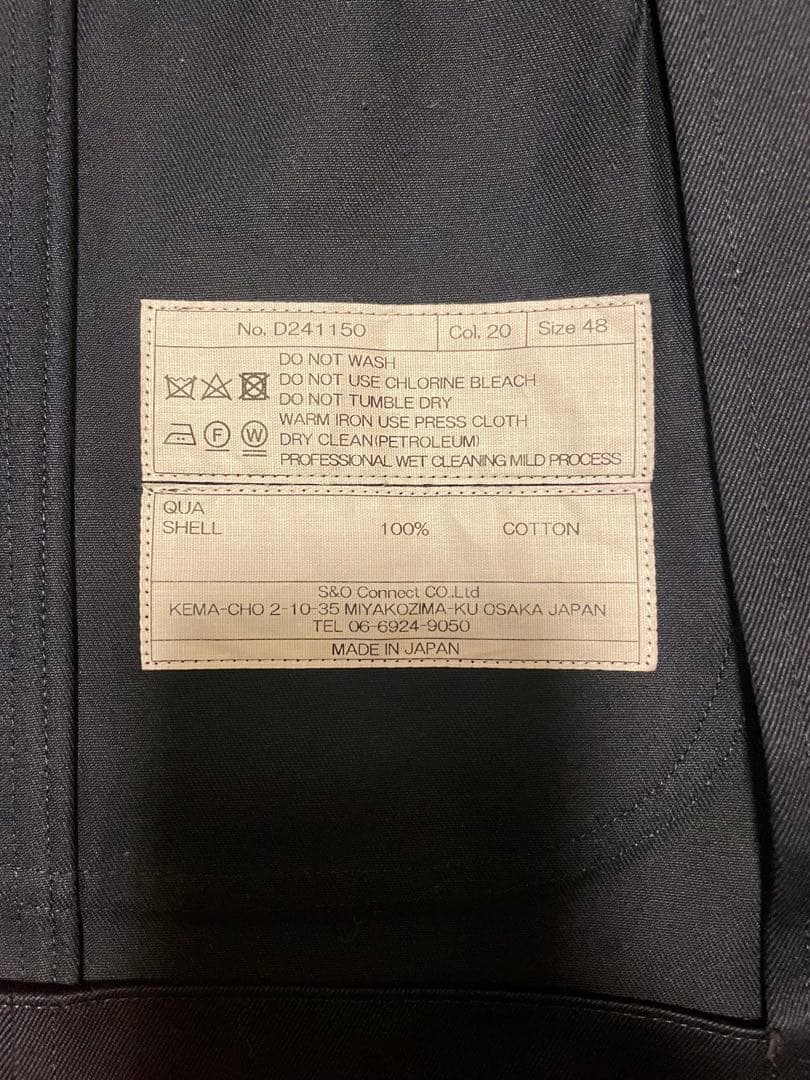 No. D241150 Col. 20 Size 48
DO NOT WASH
DO NOT USE CHLORINE BLEACH
DO NOT TUMBLE DRY
WARM IRON USE PRESS CLOTH
DRY CLEAN(PETROLEUM)
PROFESSIONAL WET CLEANING MILD PROCESS
F W
QUA
SHELL 100% COTTON
S&O Connect CO.,Ltd
KEMA-CHO 2-10-35 MIYAKOZIMA-KU OSAKA JAPAN
TEL 06-6924-9050
MADE IN JAPAN